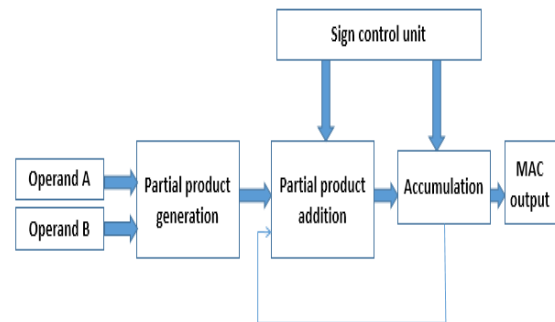 Sign control unit
Operand A
Operand B
Partial product
generation
Partial product
addition
Accumulation
MAC
output